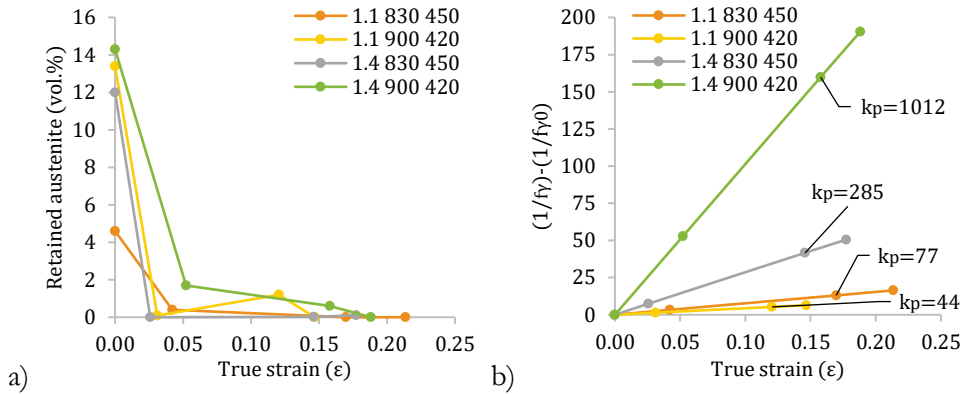 16
14
12
10
8
6
4
2
0
Retained austenite (vol.%)
1.1 830 450
1.1 900 420
1.4 830 450
1.4 900 420
0.00 0.05 0.10 0.15 0.20 0.25
True strain (ε)
a)
200
175
150
125
100
75
50
25
0
(1/fγ)-(1/fγ0)
1.1 830 450
1.1 900 420
1.4 830 450
1.4 900 420
kp=1012
kp=285
kp=77
kp=44
0.00 0.05 0.10 0.15 0.20 0.25
True strain (ε)
b)